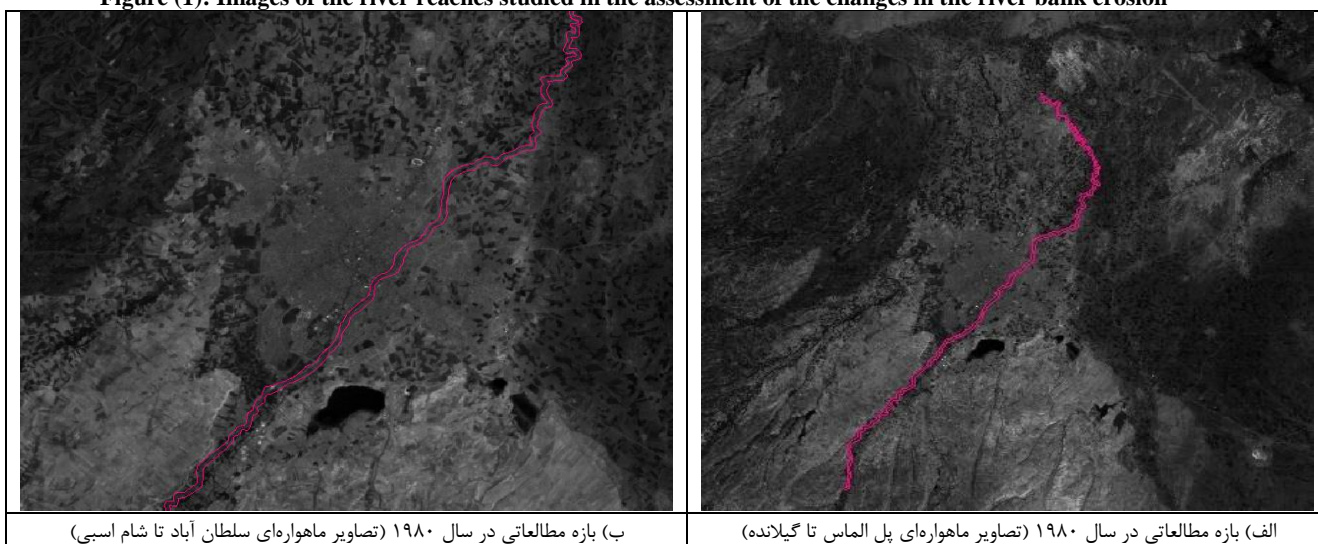 Figure (1): Images of the river reaches studied in the assessment of the changes in the river bank erosion
الف) بازه مطالعاتی در سال ۱۹۸۰ (تصاویر ماهواره‌ای پل الماس تا گیلانده)
ب) بازه مطالعاتی در سال ۱۹۸۰ (تصاویر ماهواره‌ای سلطان آباد تا شام اسبی)